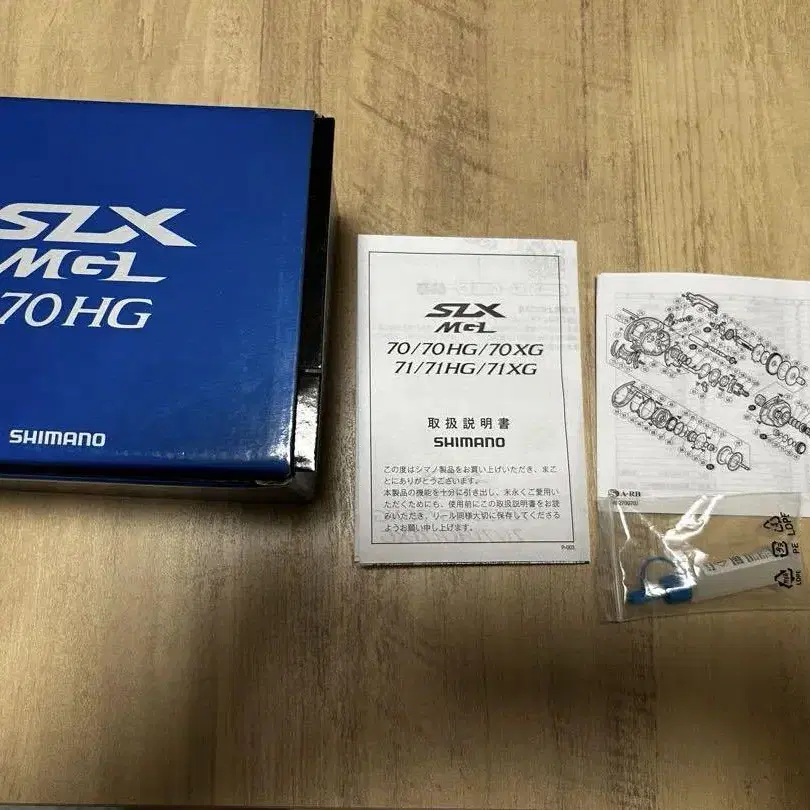 SLX
MGL
70HG
SHIMANO
SLX
MGL
70/70HG/70XG
71/71HG/71XG
取扱説明書
SHIMANO
この度はシマノ製品をお買い上げいただき、まこ
とにありがとうございます。
本製品の機能を十分に引き出し、末永くご愛用い
ただくためにも、使用前にこの取扱説明書をお読
みいただき、リール同様大切に保存してくださる
ようお願い申し上げます。
P-003
A-RB
PE
LDPE
LDPE